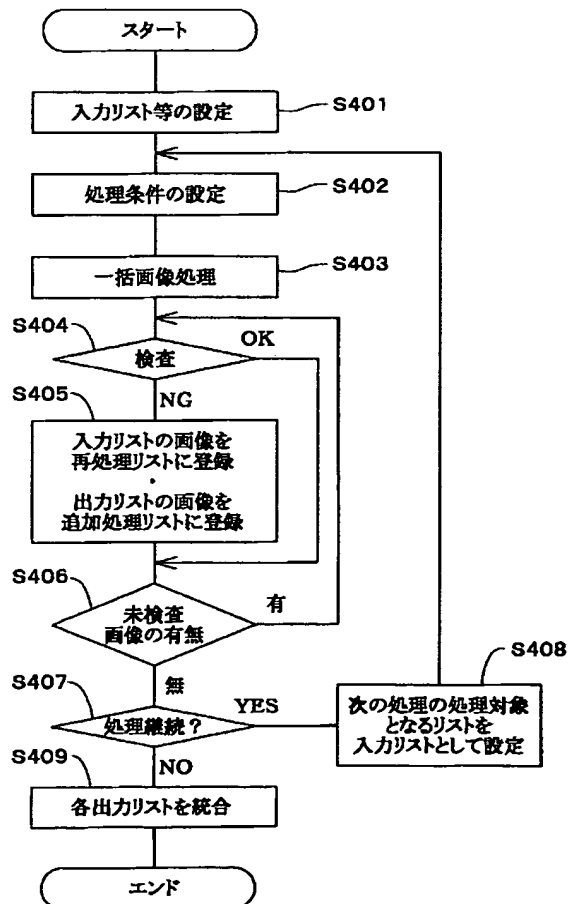 スタート
入力リスト等の設定
S401
処理条件の設定
S402
一括画像処理
S403
S404
検査
OK
NG
S405
入力リストの画像を
再処理リストに登録
・
出力リストの画像を
追加処理リストに登録
S406
未検査
画像の有無
有
無
S407
処理継続？
YES
S408
次の処理の処理対象
となるリストを
入力リストとして設定
NO
S409
各出力リストを統合
エンド